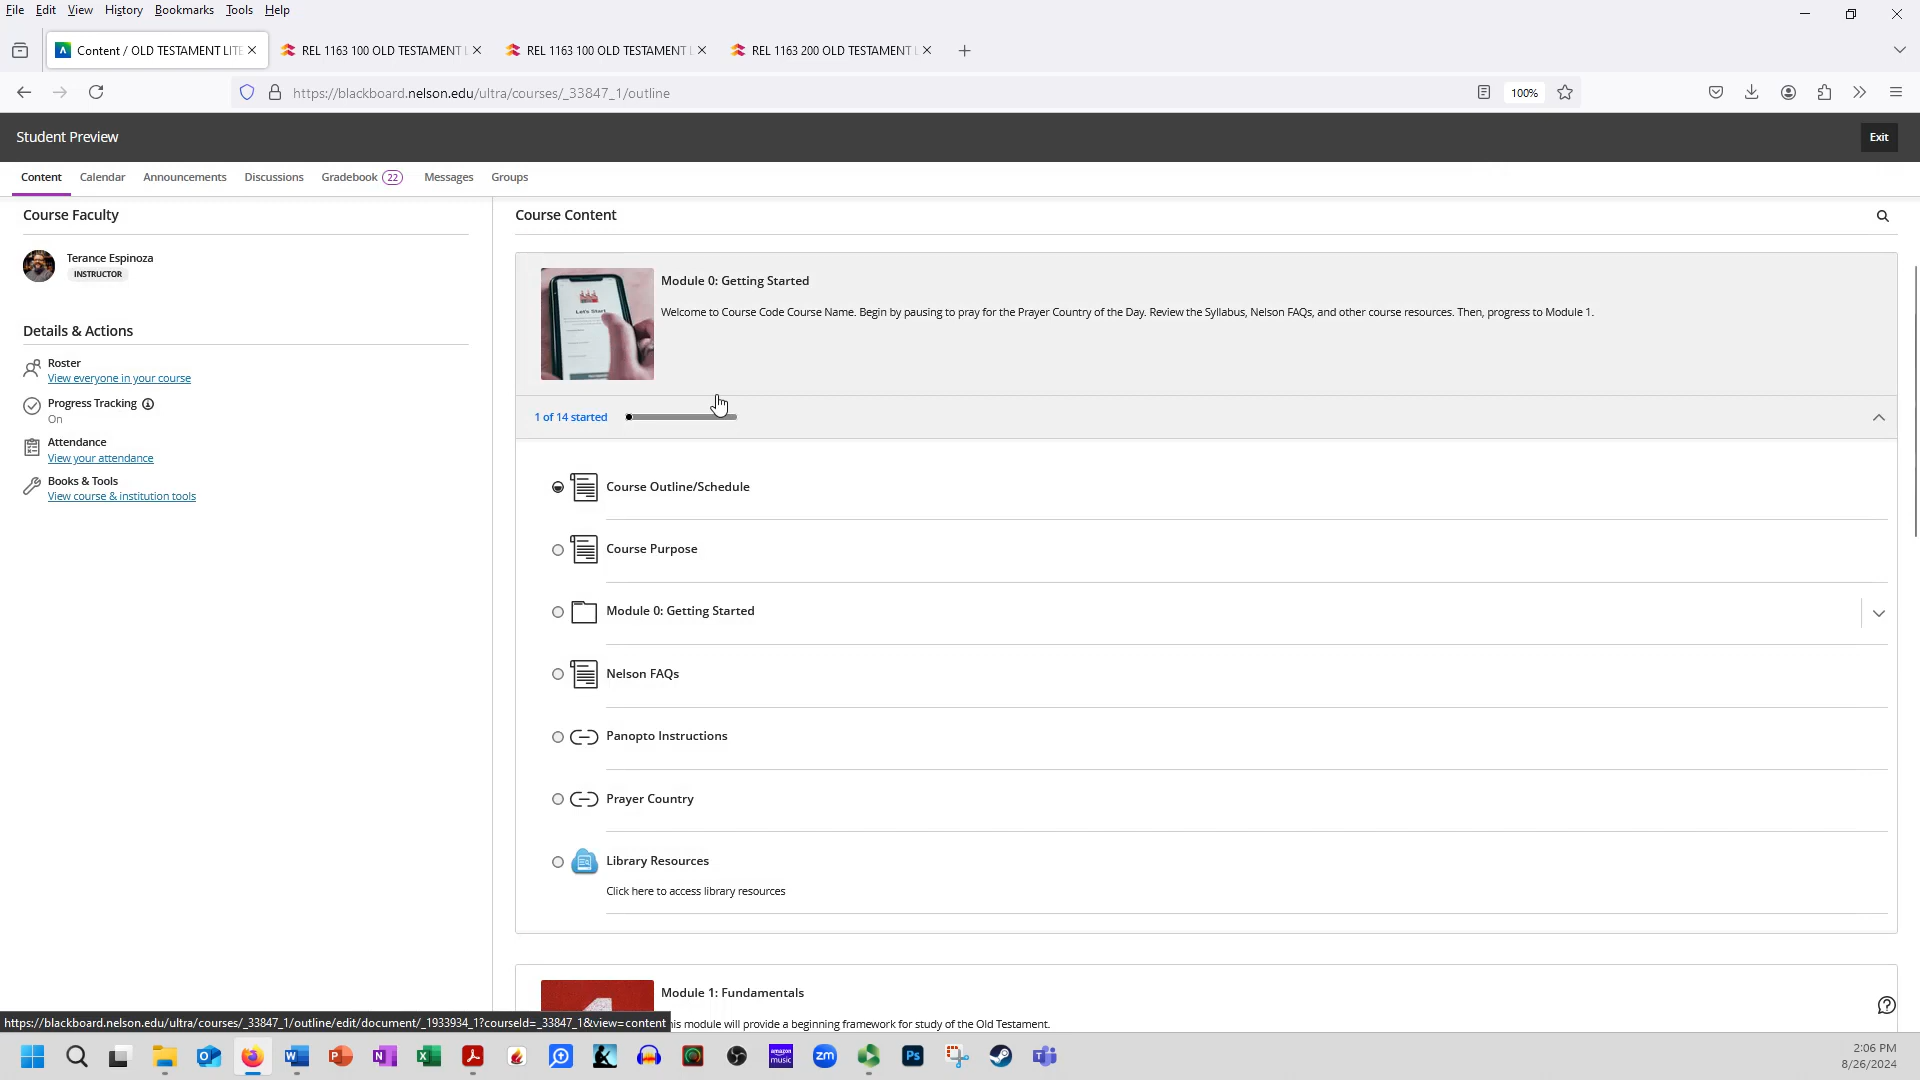 File Edit View History Bookmarks Tools Help
Content / OLD TESTAMENT LITE
REL 1163 100 OLD TESTAMENT L
REL 1163 100 OLD TESTAMENT L
REL 1163 200 OLD TESTAMENT L
https://blackboard.nelson.edu/ultra/courses/_33847_1/outline
100%
Student Preview
Exit
Content Calendar Announcements Discussions Gradebook 22 Messages Groups
Course Faculty
Terance Espinoza
INSTRUCTOR
Details & Actions
Roster
View everyone in your course
Progress Tracking
On
Attendance
View your attendance
Books & Tools
View course & institution tools
Course Content
Module 0: Getting Started
Welcome to Course Code Course Name. Begin by pausing to pray for the Prayer Country of the Day. Review the Syllabus, Nelson FAQs, and other course resources. Then, progress to Module 1.
1 of 14 started
Course Outline/Schedule
Course Purpose
Module 0: Getting Started
Nelson FAQs
Panopto Instructions
Prayer Country
Library Resources
Click here to access library resources
Module 1: Fundamentals
his module will provide a beginning framework for study of the Old Testament.
https://blackboard.nelson.edu/ultra/courses/_33847_1/outline/edit/document/_1933934_1?courseId=_33847_1&view=content
2:06 PM
8/26/2024